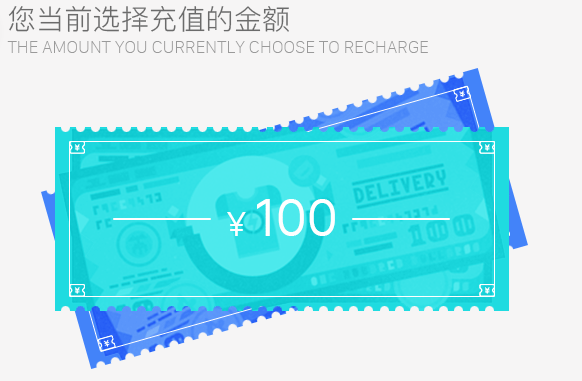 您当前选择充值的金额
THE AMOUNT YOU CURRENTLY CHOOSE TO RECHARGE
DELIVERY
¥ 100
100